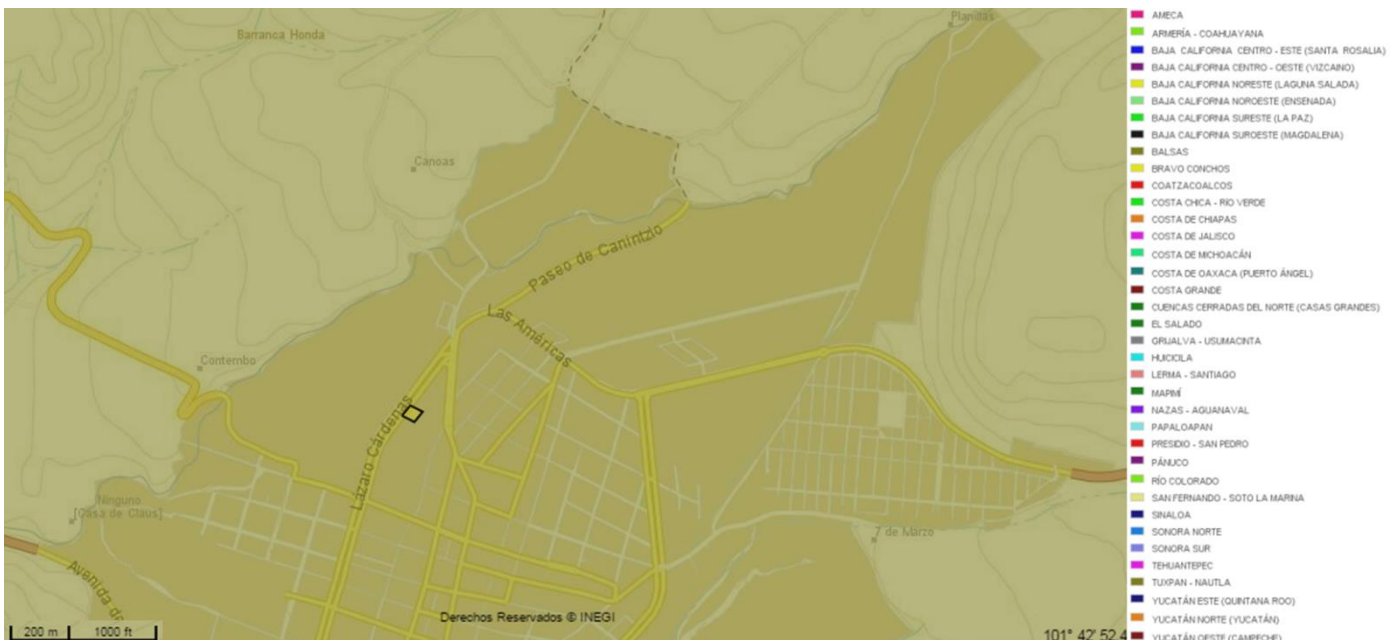 Planillas
Barranca Honda
Canoas
Paseo de Canintzio
Las Américas
Contembo
Lázaro Cárdenas
Ninguno
[Casa de Claus]
7 de Marzo
Avenida de
Derechos Reservados © INEGI
200 m
1000 ft
101° 42' 52.4
AMECA
ARMERÍA - COAHUAYANA
BAJA CALIFORNIA CENTRO - ESTE (SANTA ROSALIA)
BAJA CALIFORNIA CENTRO - OESTE (VIZCAINO)
BAJA CALIFORNIA NORESTE (LAGUNA SALADA)
BAJA CALIFORNIA NOROESTE (ENSENADA)
BAJA CALIFORNIA SURESTE (LA PAZ)
BAJA CALIFORNIA SUROESTE (MAGDALENA)
BALSAS
BRAVO CONCHOS
COATZACOALCOS
COSTA CHICA - RÍO VERDE
COSTA DE CHIAPAS
COSTA DE JALISCO
COSTA DE MICHOACÁN
COSTA DE OAXACA (PUERTO ÁNGEL)
COSTA GRANDE
CUENCAS CERRADAS DEL NORTE (CASAS GRANDES)
EL SALADO
GRIJALVA - USUMACINTA
HUICICILA
LERMA - SANTIAGO
MAPIMÍ
NAZAS - AGUANAVAL
PAPALOAPAN
PRESIDIO - SAN PEDRO
PÁNUCO
RÍO COLORADO
SAN FERNANDO - SOTO LA MARINA
SINALOA
SONORA NORTE
SONORA SUR
TEHUANTEPEC
TUXPAN - NAUTLA
YUCATÁN ESTE (QUINTANA ROO)
YUCATÁN NORTE (YUCATÁN)
YUCATÁN OESTE (CAMPECHE)